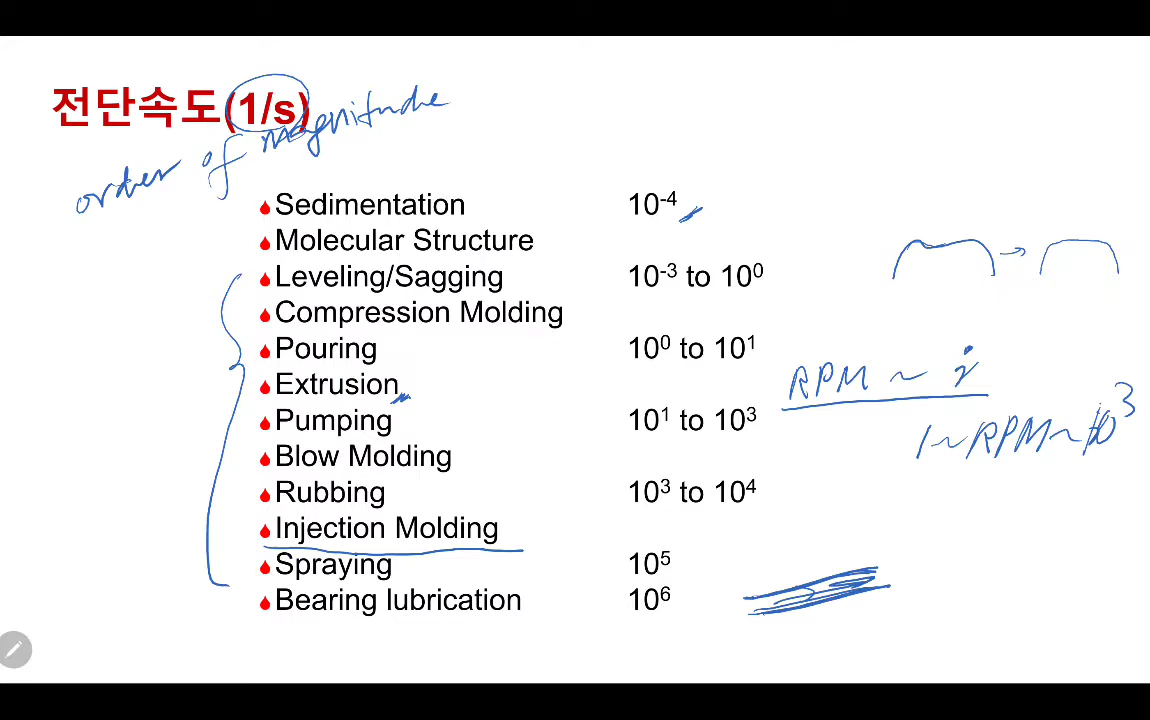 전단속도(1/s)
order of magnitude
Sedimentation 10⁻⁴
Molecular Structure
Leveling/Sagging 10⁻³ to 10⁰
Compression Molding
Pouring 10⁰ to 10¹
Extrusion
Pumping 10¹ to 10³
Blow Molding
Rubbing 10³ to 10⁴
Injection Molding
Spraying 10⁵
Bearing lubrication 10⁶
RPM ~ γ̇
1~RPM~10³